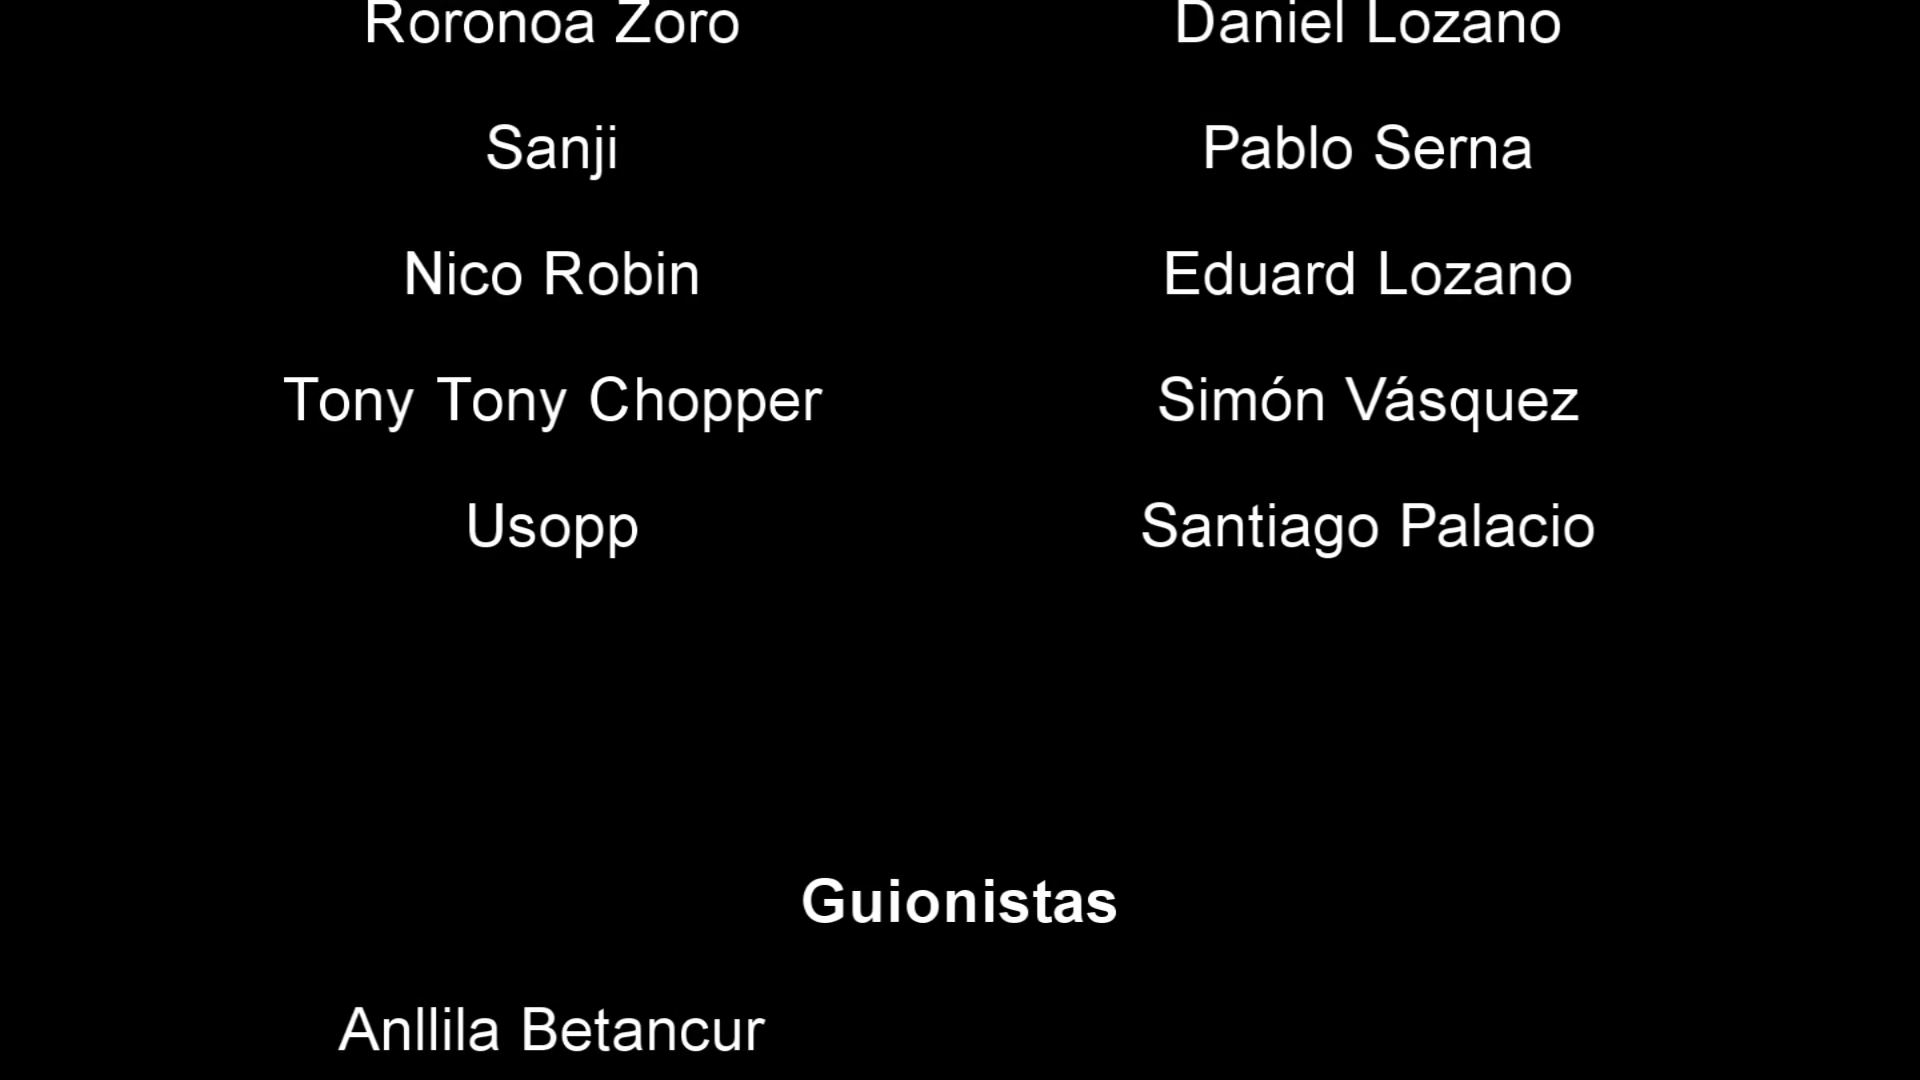 Roronoa Zoro Daniel Lozano
Sanji Pablo Serna
Nico Robin Eduard Lozano
Tony Tony Chopper Simón Vásquez
Usopp Santiago Palacio
Guionistas
Anllila Betancur